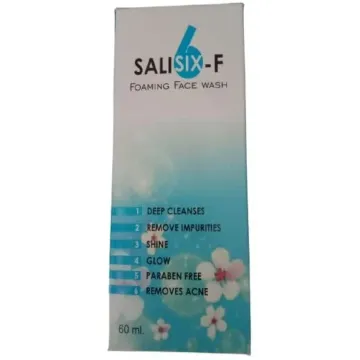 6
SALISIX-F
FOAMING FACE WASH
1 DEEP CLEANSES
2 REMOVE IMPURITIES
3 SHINE
4 GLOW
5 PARABEN FREE
6 REMOVES ACNE
60 ml.